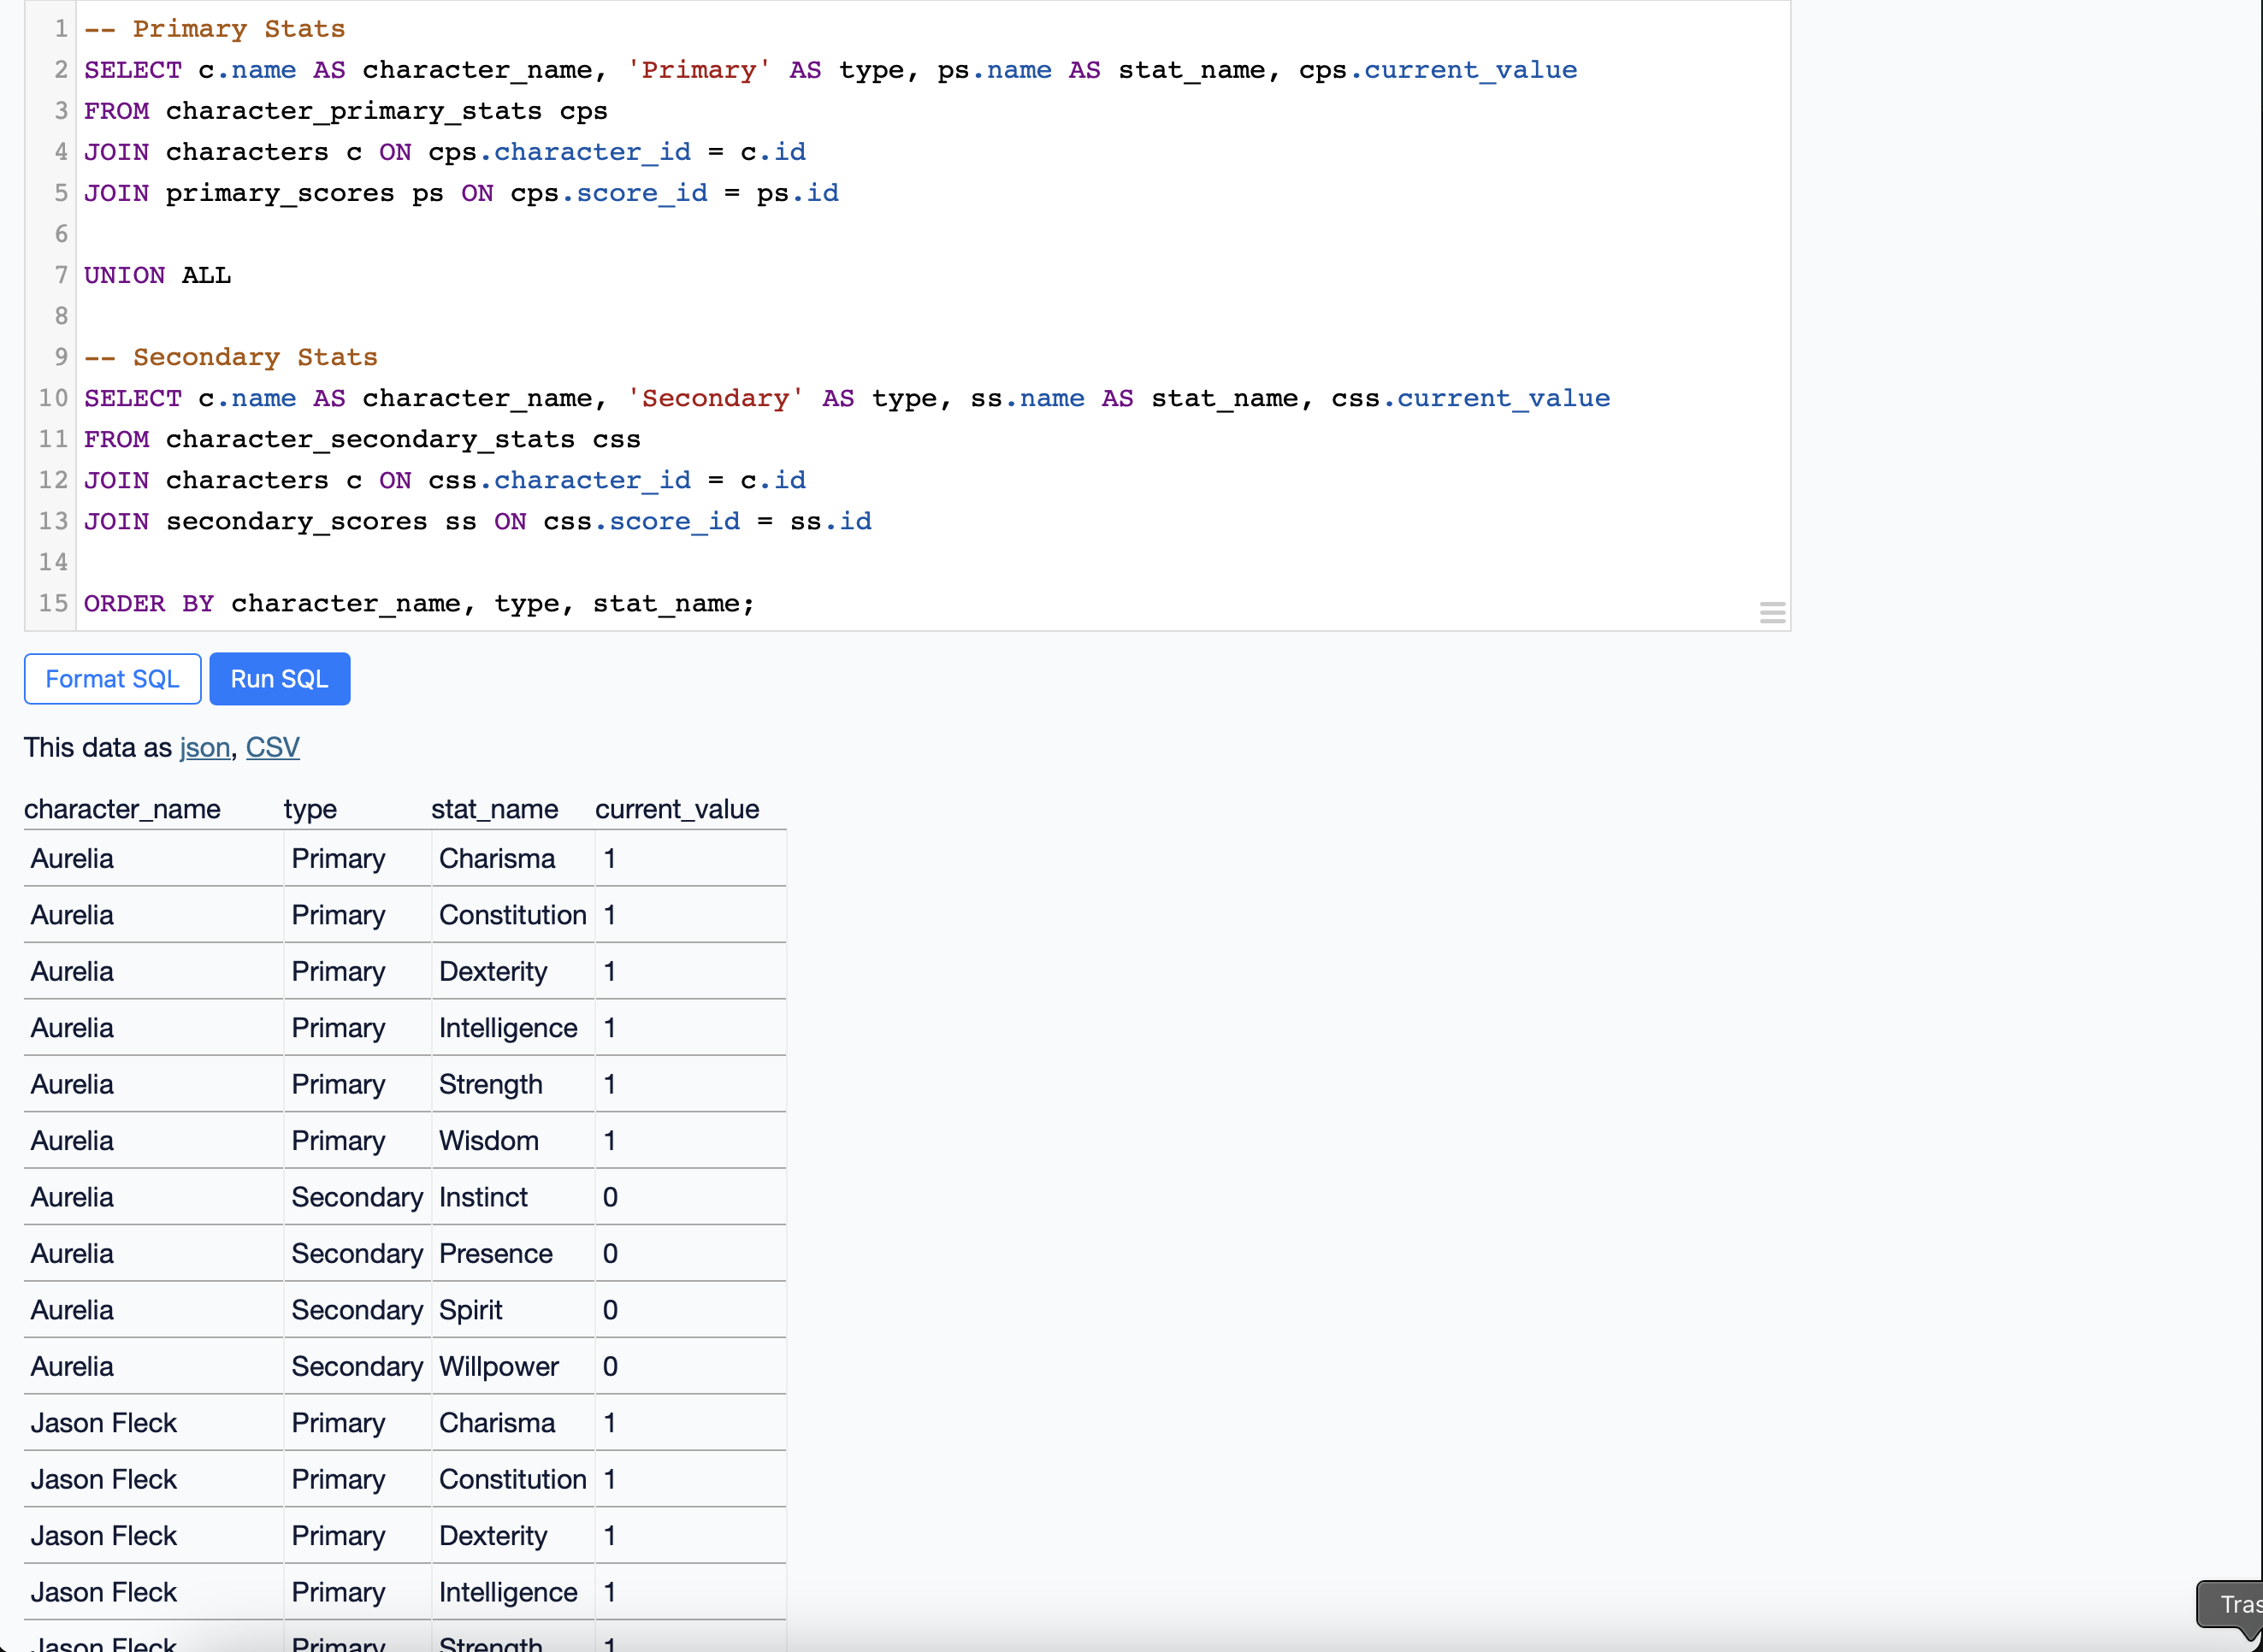 1 -- Primary Stats
2 SELECT c.name AS character_name, 'Primary' AS type, ps.name AS stat_name, cps.current_value
3 FROM character_primary_stats cps
4 JOIN characters c ON cps.character_id = c.id
5 JOIN primary_scores ps ON cps.score_id = ps.id
6
7 UNION ALL
8
9 -- Secondary Stats
10 SELECT c.name AS character_name, 'Secondary' AS type, ss.name AS stat_name, css.current_value
11 FROM character_secondary_stats css
12 JOIN characters c ON css.character_id = c.id
13 JOIN secondary_scores ss ON css.score_id = ss.id
14
15 ORDER BY character_name, type, stat_name;
Format SQL Run SQL
This data as json, CSV
character_name type stat_name current_value
Aurelia Primary Charisma 1
Aurelia Primary Constitution 1
Aurelia Primary Dexterity 1
Aurelia Primary Intelligence 1
Aurelia Primary Strength 1
Aurelia Primary Wisdom 1
Aurelia Secondary Instinct 0
Aurelia Secondary Presence 0
Aurelia Secondary Spirit 0
Aurelia Secondary Willpower 0
Jason Fleck Primary Charisma 1
Jason Fleck Primary Constitution 1
Jason Fleck Primary Dexterity 1
Jason Fleck Primary Intelligence 1
Jason Fleck Primary Strength 1
Tras